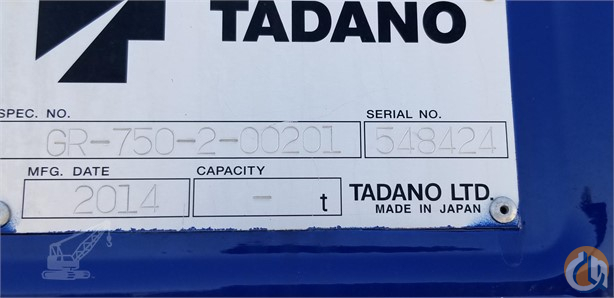 TADANO
SPEC. NO.
SERIAL NO.
GR-750-2-00201
548424
MFG. DATE
CAPACITY
2014
- t
TADANO LTD.
MADE IN JAPAN